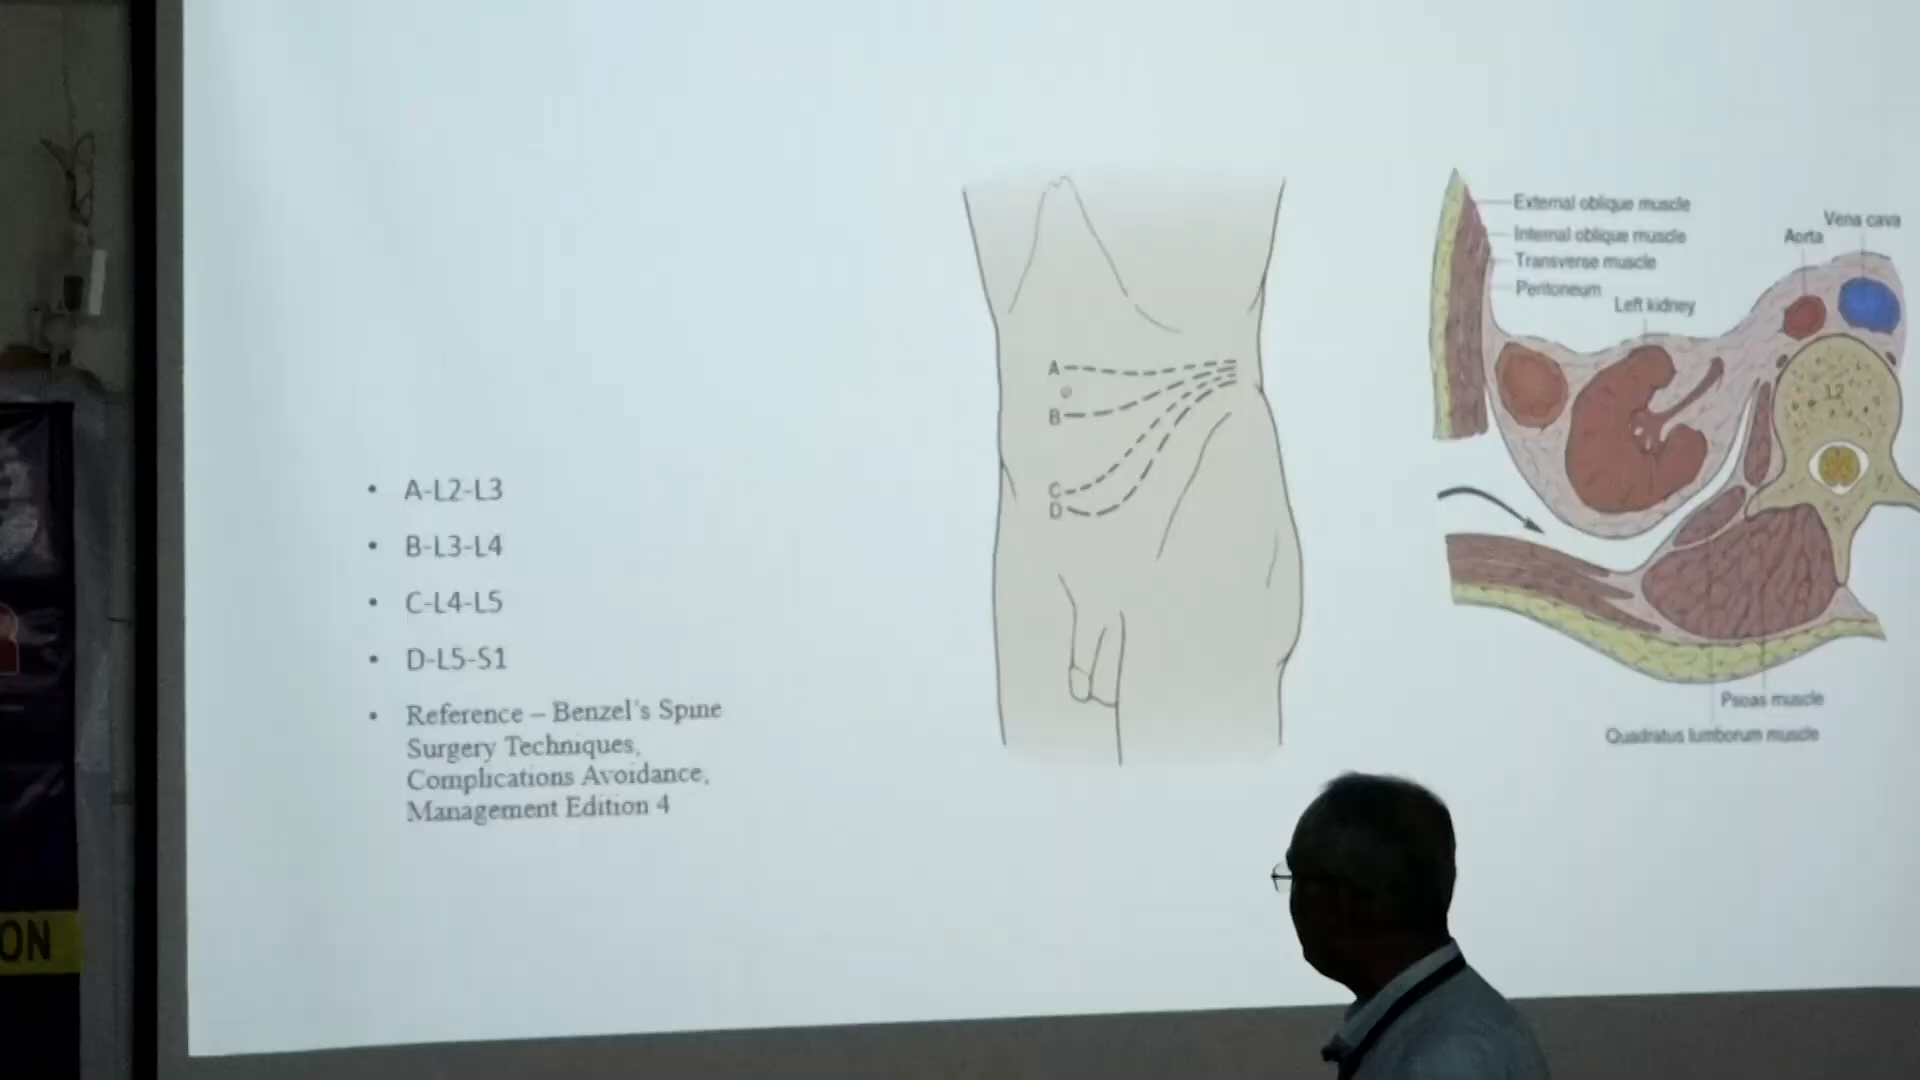 A-L2-L3
B-L3-L4
C-L4-L5
D-L5-S1
Reference – Benzel's Spine
Surgery Techniques,
Complications Avoidance,
Management Edition 4
A
B
C
D
External oblique muscle
Internal oblique muscle
Transverse muscle
Peritoneum
Left kidney
Aorta
Vena cava
L2
Psoas muscle
Quadratus lumborum muscle
ON